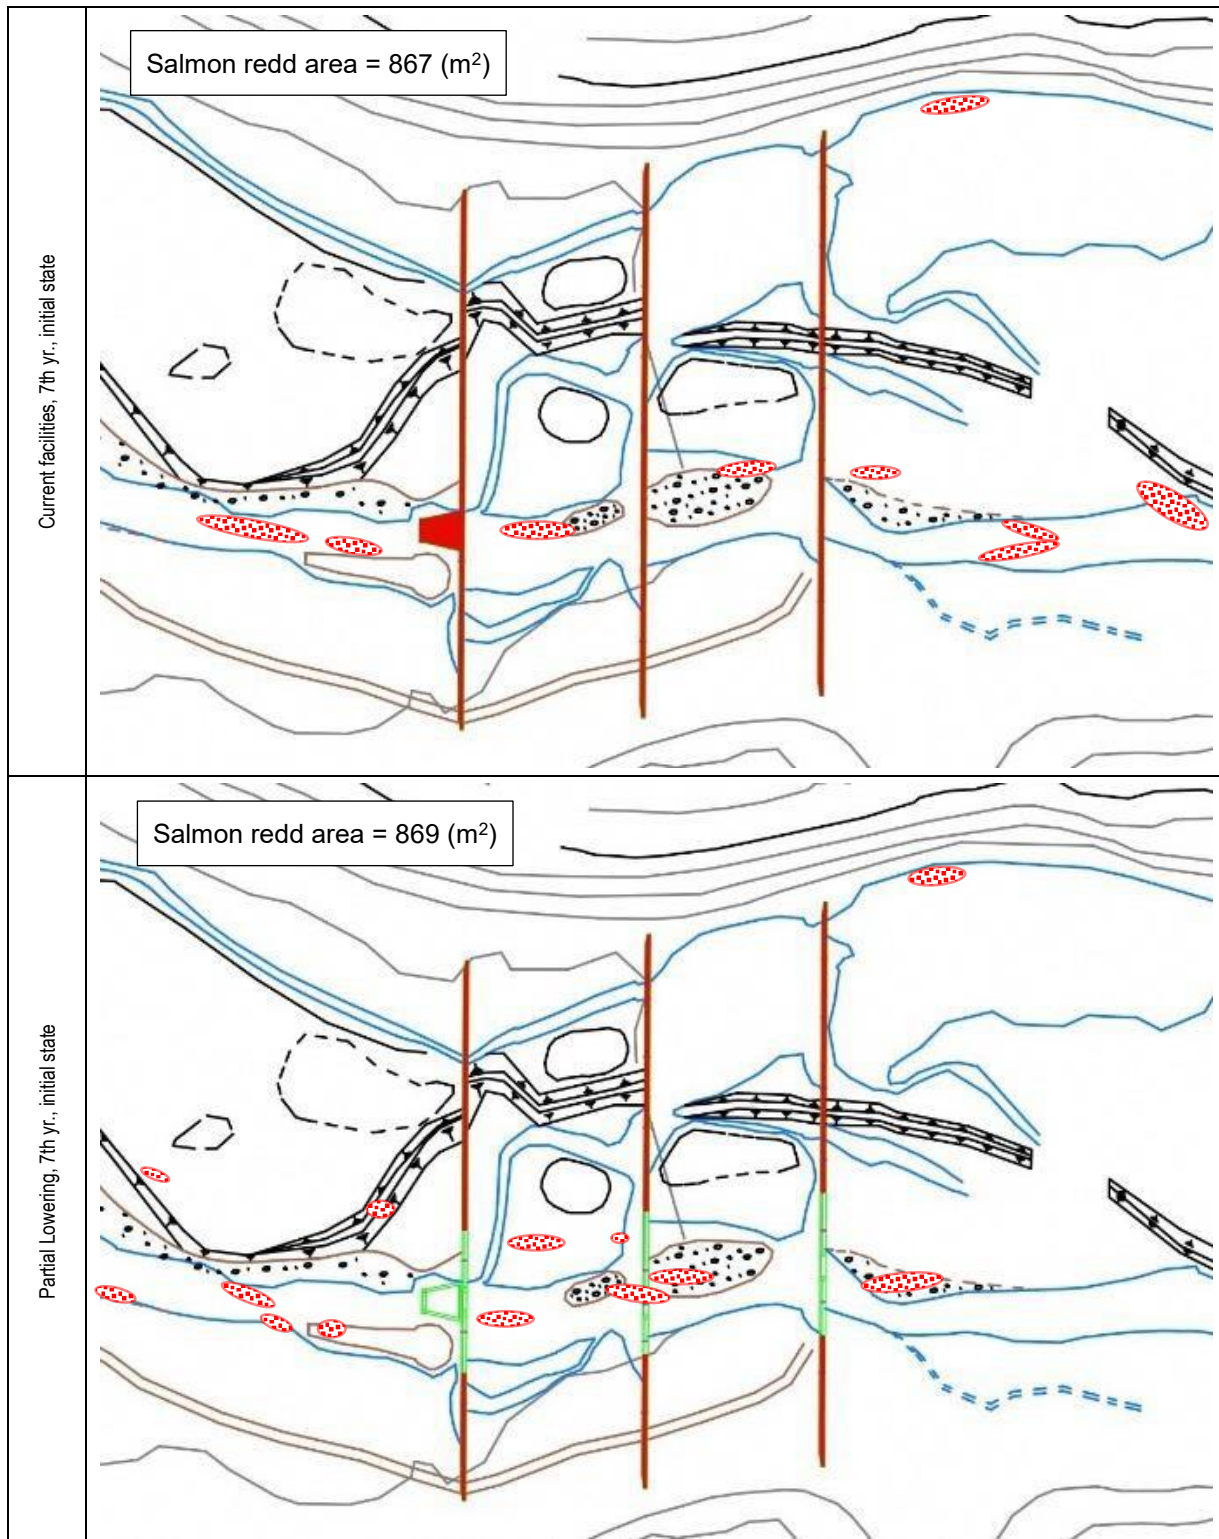 Current facilities, 7th yr., initial state
Salmon redd area = 867 (m²)
Partial Lowering, 7th yr., initial state
Salmon redd area = 869 (m²)